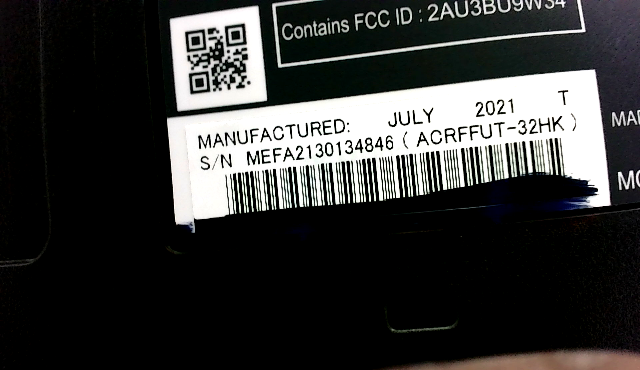 Contains FCC ID : 2AU3BU9W34
MANUFACTURED: JULY 2021 T
S/N MEFA2130134846 ( ACRFFUT-32HK )